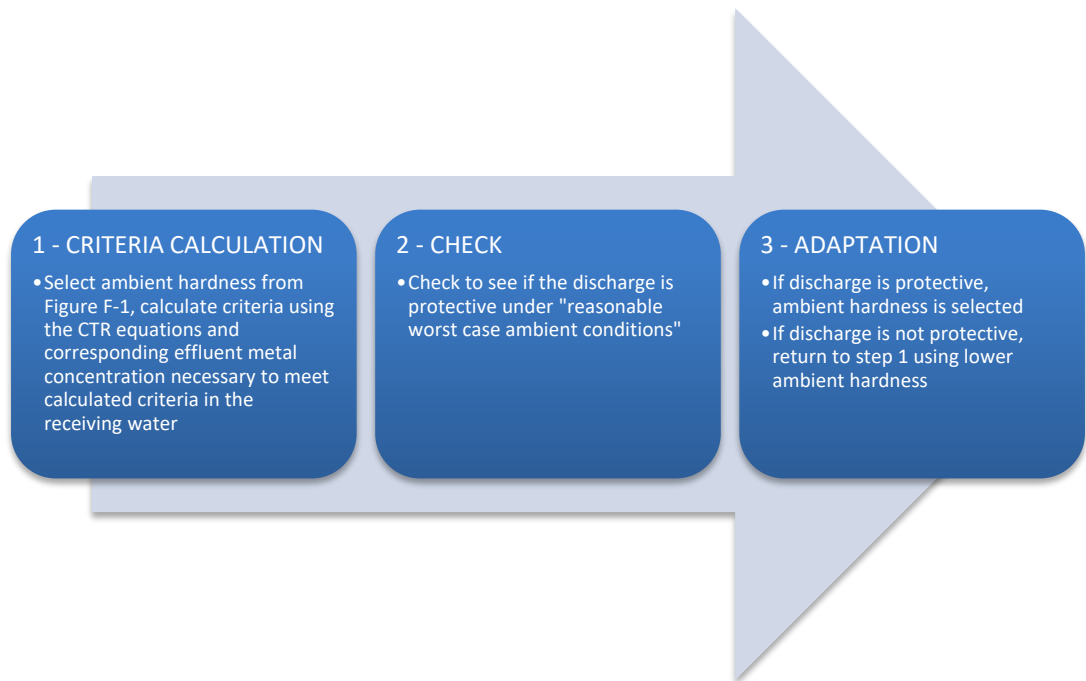 1 - CRITERIA CALCULATION
•Select ambient hardness from
Figure F-1, calculate criteria using
the CTR equations and
corresponding effluent metal
concentration necessary to meet
calculated criteria in the
receiving water
2 - CHECK
•Check to see if the discharge is
protective under "reasonable
worst case ambient conditions"
3 - ADAPTATION
•If discharge is protective,
ambient hardness is selected
•If discharge is not protective,
return to step 1 using lower
ambient hardness